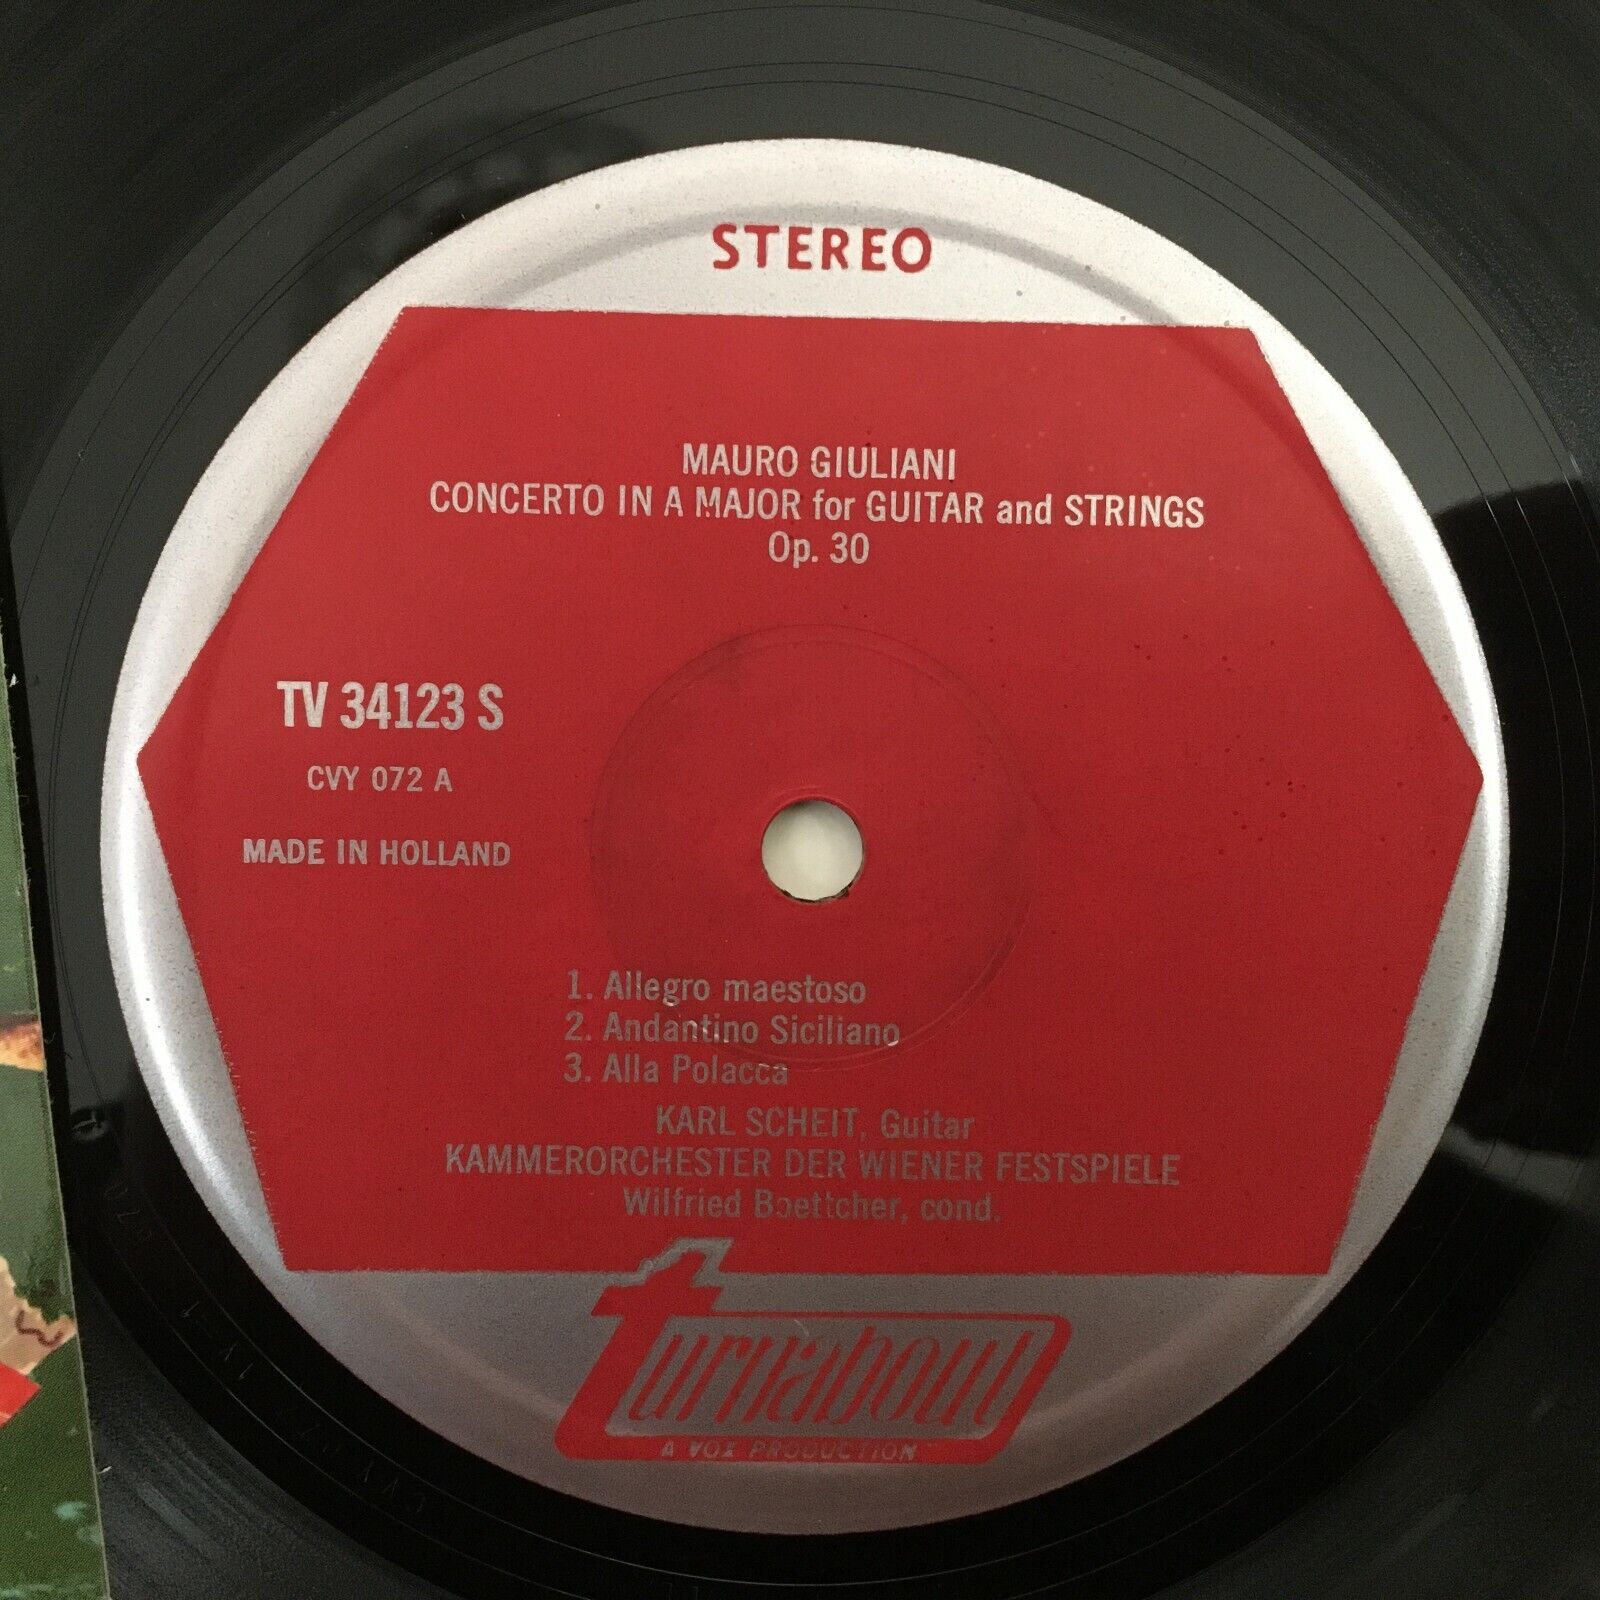 STEREO
MAURO GIULIANI
CONCERTO IN A MAJOR for GUITAR and STRINGS
Op. 30
TV 34123 S
CVY 072 A
MADE IN HOLLAND
1. Allegro maestoso
2. Andantino Siciliano
3. Alla Polacca
KARL SCHEIT, Guitar
KAMMERORCHESTER DER WIENER FESTSPIELE
Wilfried Boettcher, cond.
turnabout
A VOX PRODUCTION